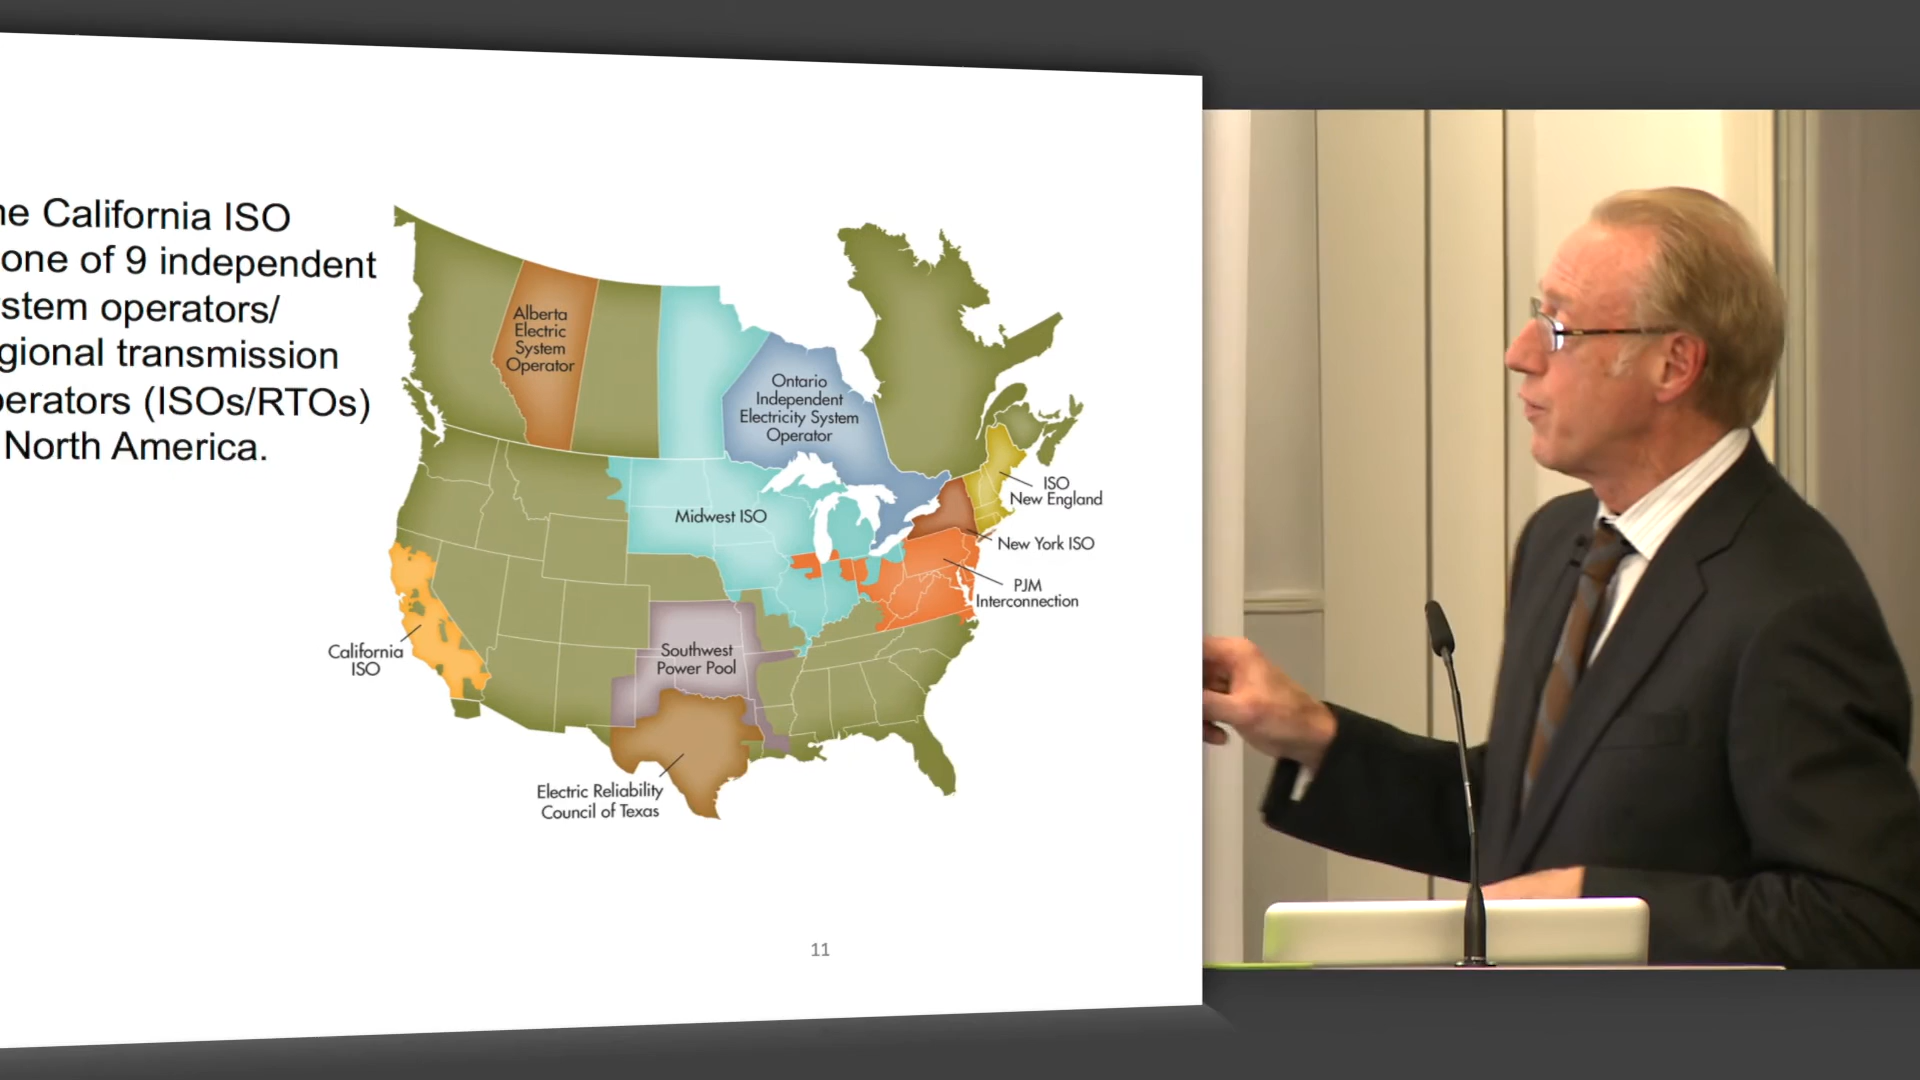 he California ISO
one of 9 independent
stem operators/
gional transmission
perators (ISOs/RTOs)
North America.
Alberta
Electric
System
Operator
Ontario
Independent
Electricity System
Operator
ISO
New England
Midwest ISO
New York ISO
PJM
Interconnection
California
ISO
Southwest
Power Pool
Electric Reliability
Council of Texas
11